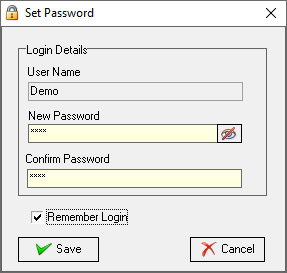 Set Password
Login Details
User Name
Demo
New Password
****
Confirm Password
****
Remember Login
Save
Cancel